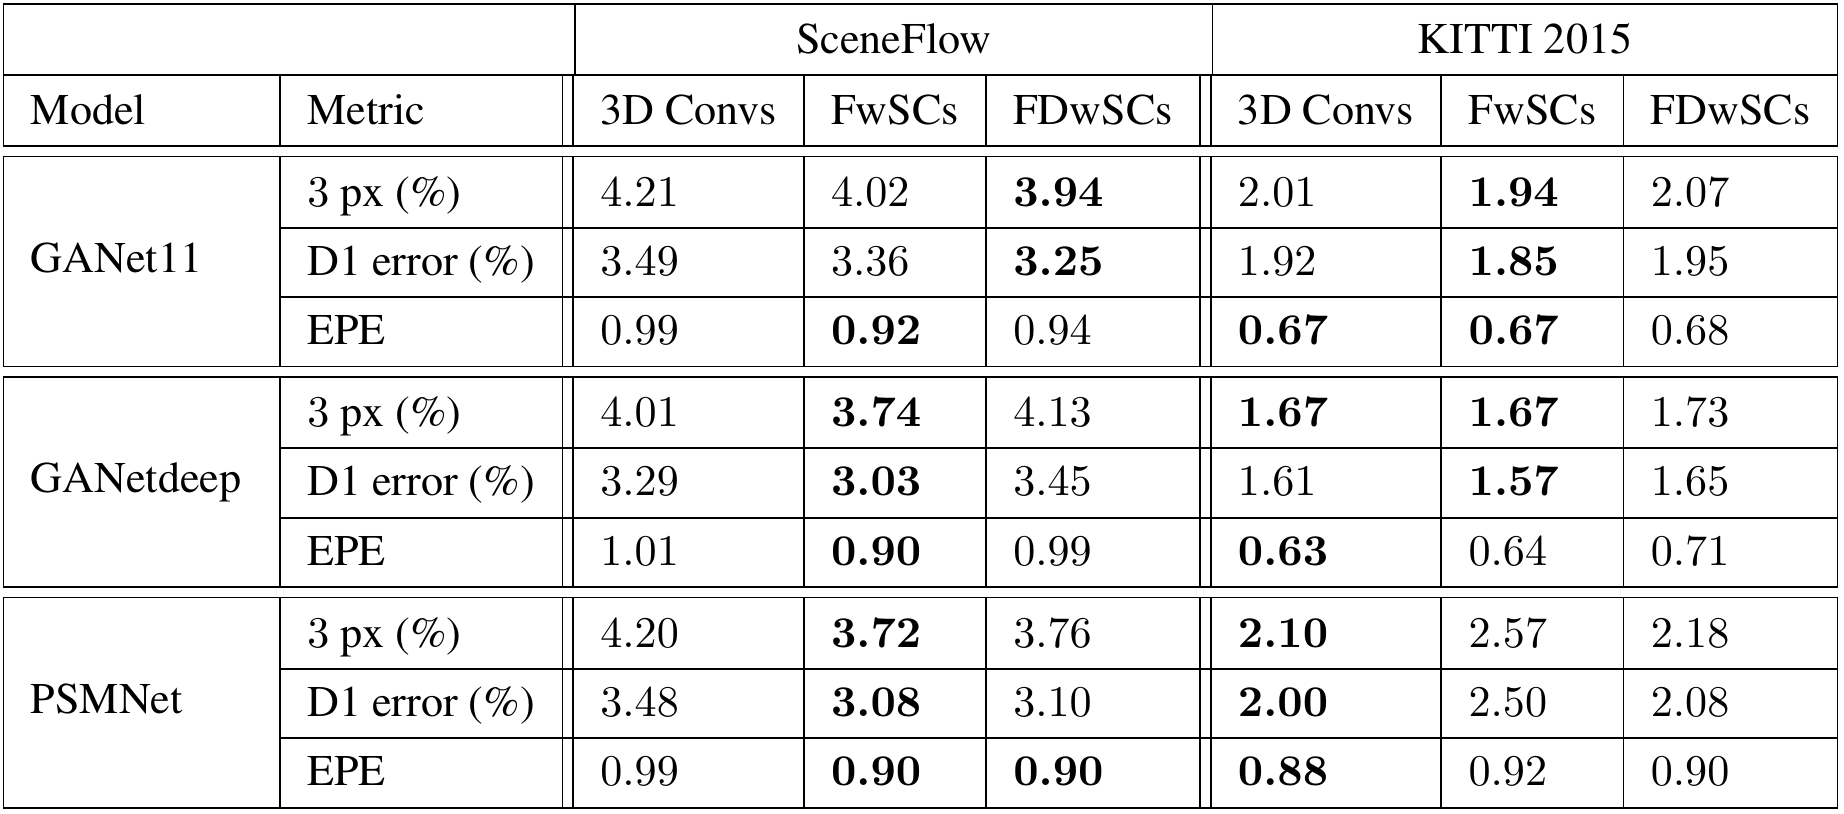 SceneFlow KITTI 2015
Model Metric 3D Convs FwSCs FDwSCs 3D Convs FwSCs FDwSCs
3 px (%) 4.21 4.02 3.94 2.01 1.94 2.07
GANet11 D1 error (%) 3.49 3.36 3.25 1.92 1.85 1.95
EPE 0.99 0.92 0.94 0.67 0.67 0.68
3 px (%) 4.01 3.74 4.13 1.67 1.67 1.73
GANetdeep D1 error (%) 3.29 3.03 3.45 1.61 1.57 1.65
EPE 1.01 0.90 0.99 0.63 0.64 0.71
3 px (%) 4.20 3.72 3.76 2.10 2.57 2.18
PSMNet D1 error (%) 3.48 3.08 3.10 2.00 2.50 2.08
EPE 0.99 0.90 0.90 0.88 0.92 0.90